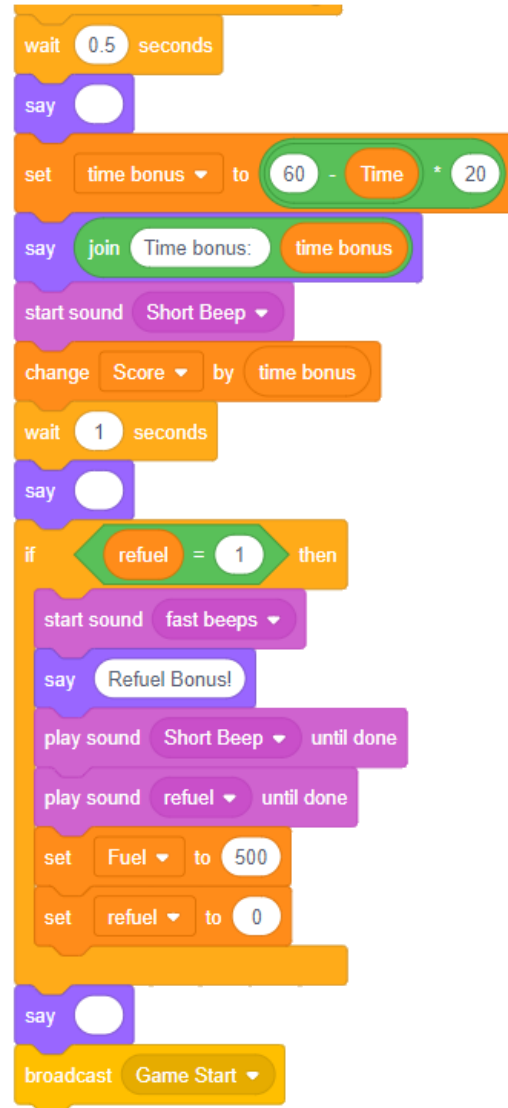 wait 0.5 seconds
say
set time bonus to 60 - Time * 20
say join Time bonus: time bonus
start sound Short Beep
change Score by time bonus
wait 1 seconds
say
if refuel = 1 then
start sound fast beeps
say Refuel Bonus!
play sound Short Beep until done
play sound refuel until done
set Fuel to 500
set refuel to 0
say
broadcast Game Start